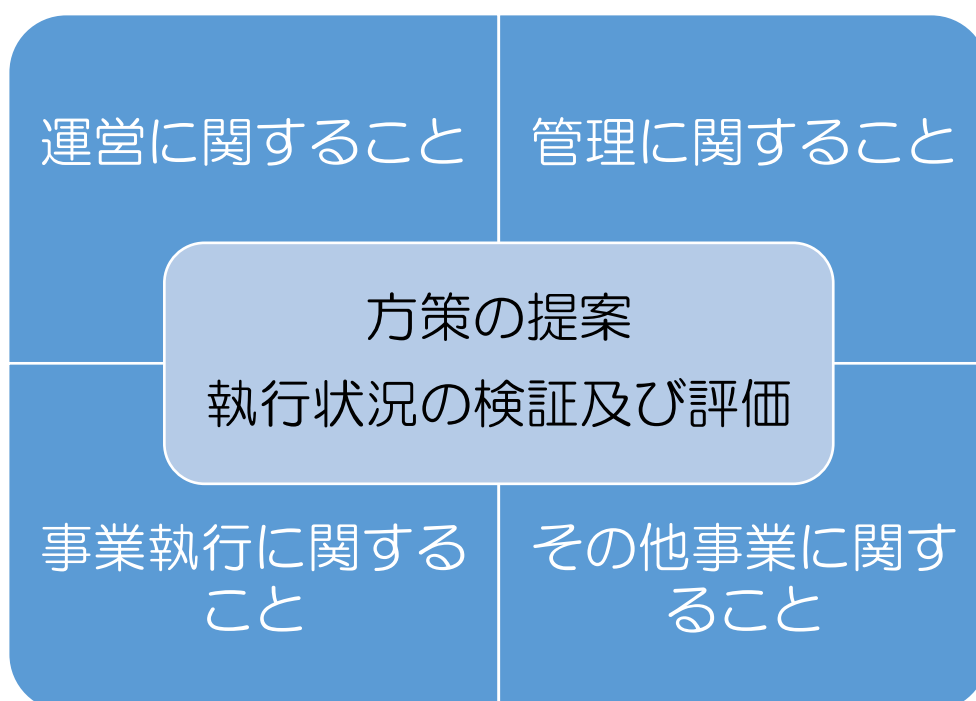 運営に関すること
管理に関すること
方策の提案
執行状況の検証及び評価
事業執行に関する
こと
その他事業に関す
ること